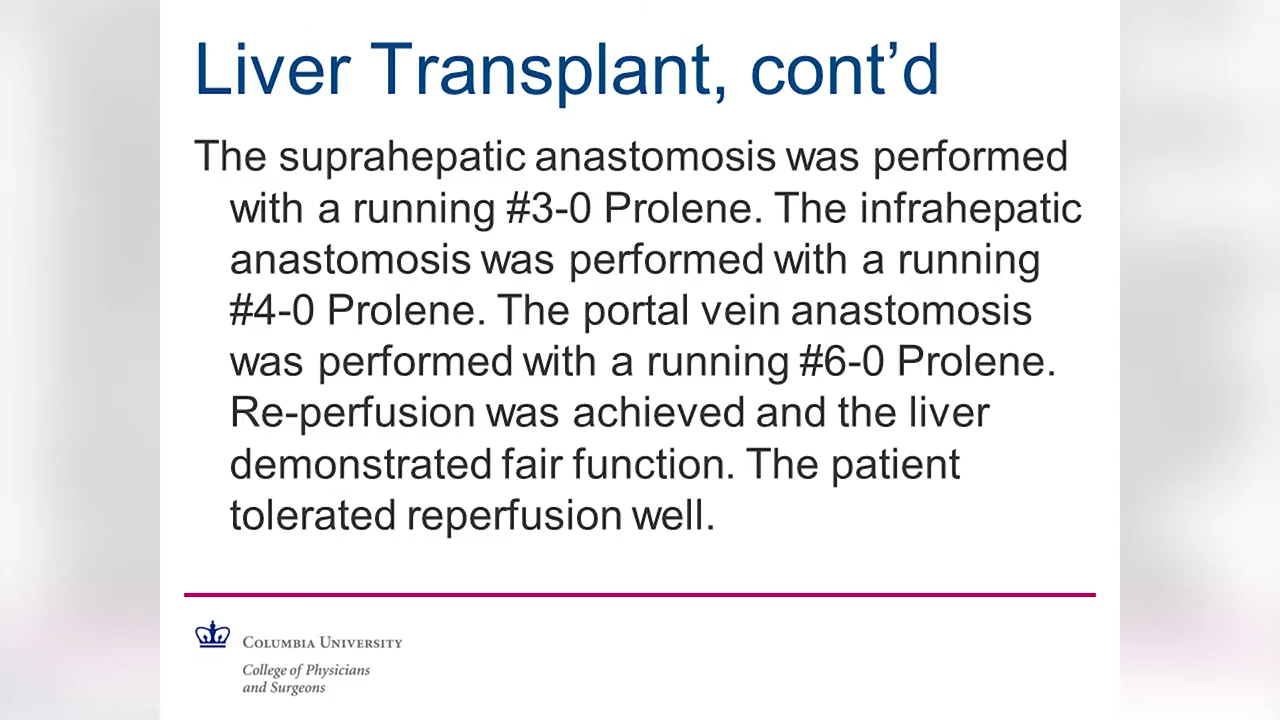 Liver Transplant, cont’d
The suprahepatic anastomosis was performed
with a running #3-0 Prolene. The infrahepatic
anastomosis was performed with a running
#4-0 Prolene. The portal vein anastomosis
was performed with a running #6-0 Prolene.
Re-perfusion was achieved and the liver
demonstrated fair function. The patient
tolerated reperfusion well.
COLUMBIA UNIVERSITY
College of Physicians
and Surgeons